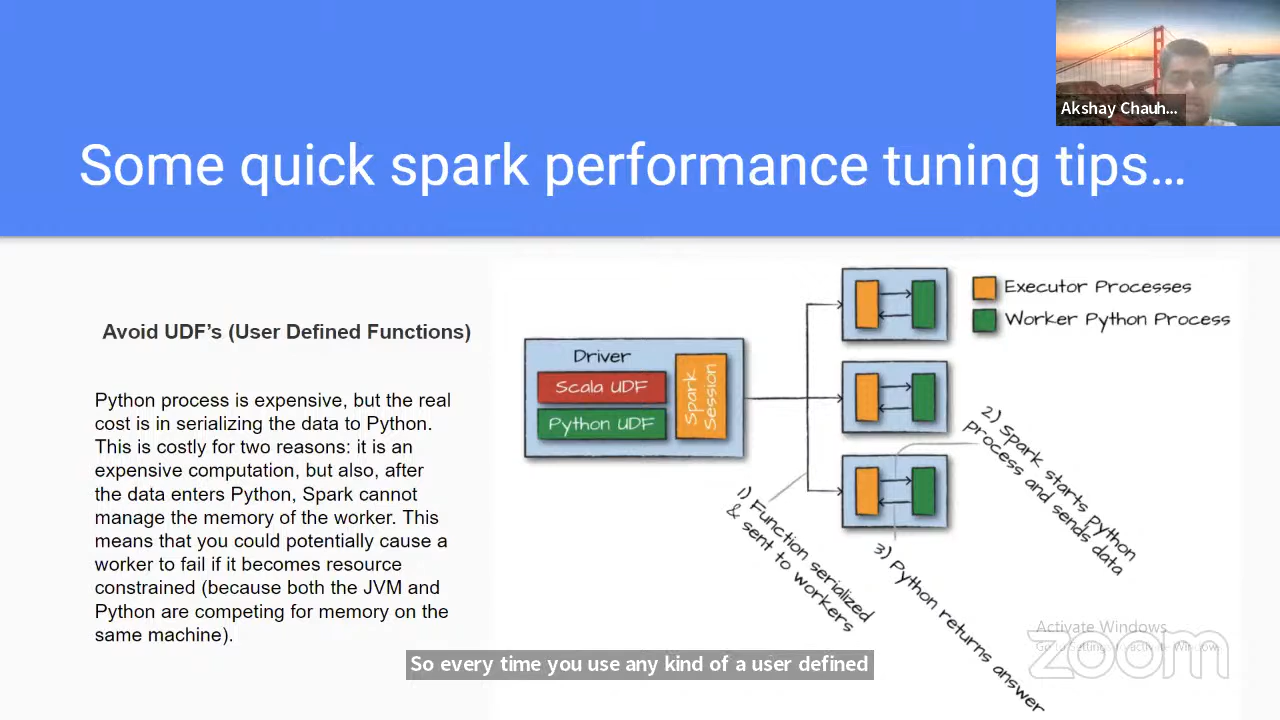 Akshay Chauh...
Some quick spark performance tuning tips...
Avoid UDF's (User Defined Functions)
Python process is expensive, but the real
cost is in serializing the data to Python.
This is costly for two reasons: it is an
expensive computation, but also, after
the data enters Python, Spark cannot
manage the memory of the worker. This
means that you could potentially cause a
worker to fail if it becomes resource
constrained (because both the JVM and
Python are competing for memory on the
same machine).
Driver
Scala UDF
Python UDF
Spark
Session
Executor Processes
Worker Python Process
1) Function serialized
& sent to workers
2) Spark starts Python
process and sends data
3) Python returns answer
Activate Windows
Go to Settings to activate Windows.
zoom
So every time you use any kind of a user defined